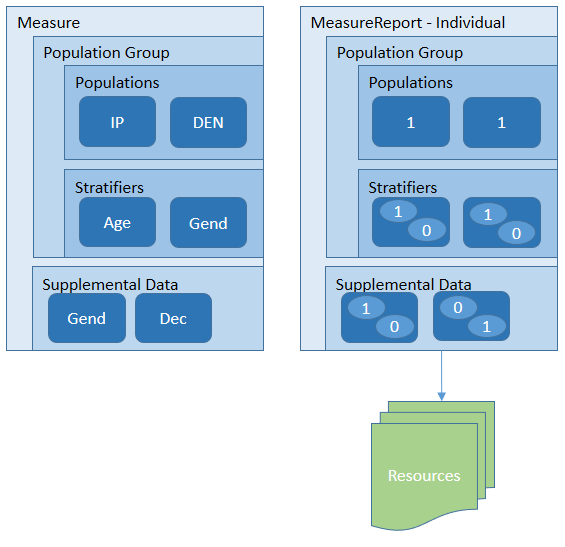 Measure
Population Group
Populations
IP DEN
Stratifiers
Age Gend
Supplemental Data
Gend Dec
MeasureReport - Individual
Population Group
Populations
1 1
Stratifiers
1 0 1 0
Supplemental Data
1 0 0 1
Resources